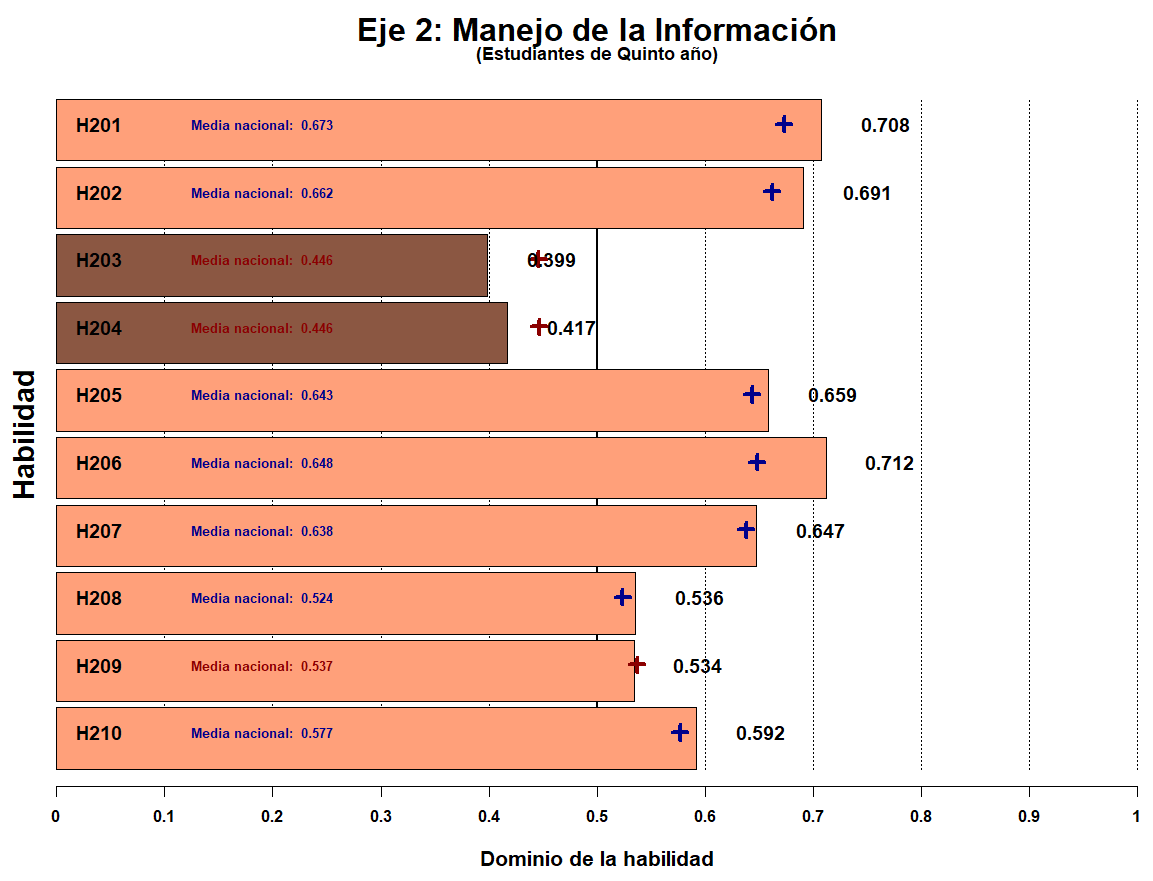 Eje 2: Manejo de la Información
(Estudiantes de Quinto año)
H201 Media nacional: 0.673 0.708
H202 Media nacional: 0.662 0.691
H203 Media nacional: 0.446 0.399
H204 Media nacional: 0.446 0.417
H205 Media nacional: 0.643 0.659
H206 Media nacional: 0.648 0.712
H207 Media nacional: 0.638 0.647
H208 Media nacional: 0.524 0.536
H209 Media nacional: 0.537 0.534
H210 Media nacional: 0.577 0.592
Habilidad
0 0.1 0.2 0.3 0.4 0.5 0.6 0.7 0.8 0.9 1
Dominio de la habilidad